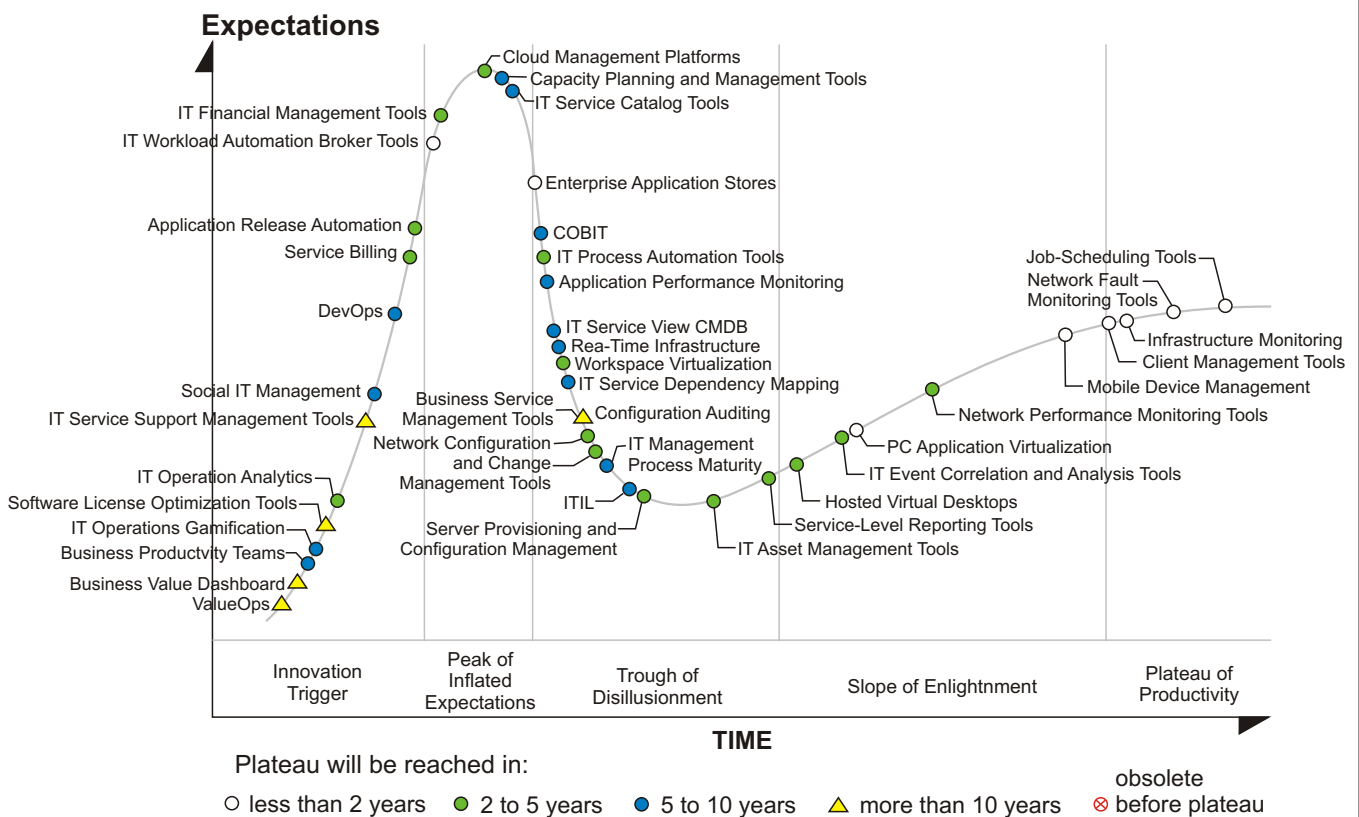 Expectations
Cloud Management Platforms
Capacity Planning and Management Tools
IT Service Catalog Tools
IT Financial Management Tools
IT Workload Automation Broker Tools
Enterprise Application Stores
Application Release Automation
Service Billing
COBIT
IT Process Automation Tools
Application Performance Monitoring
DevOps
IT Service View CMDB
Rea-Time Infrastructure
Workspace Virtualization
IT Service Dependency Mapping
Social IT Management
IT Service Support Management Tools
Business Service
Management Tools
Configuration Auditing
Network Configuration
and Change
Management Tools
IT Management
Process Maturity
ITIL
IT Operation Analytics
Software License Optimization Tools
IT Operations Gamification
Business Productvity Teams
Business Value Dashboard
ValueOps
Server Provisioning and
Configuration Management
IT Asset Management Tools
Service-Level Reporting Tools
Hosted Virtual Desktops
IT Event Correlation and Analysis Tools
PC Application Virtualization
Network Performance Monitoring Tools
Mobile Device Management
Client Management Tools
Infrastructure Monitoring
Network Fault
Monitoring Tools
Job-Scheduling Tools
Innovation
Trigger
Peak of
Inflated
Expectations
Trough of
Disillusionment
Slope of Enlightnment
Plateau of
Productivity
TIME
Plateau will be reached in:
less than 2 years
2 to 5 years
5 to 10 years
more than 10 years
obsolete
before plateau